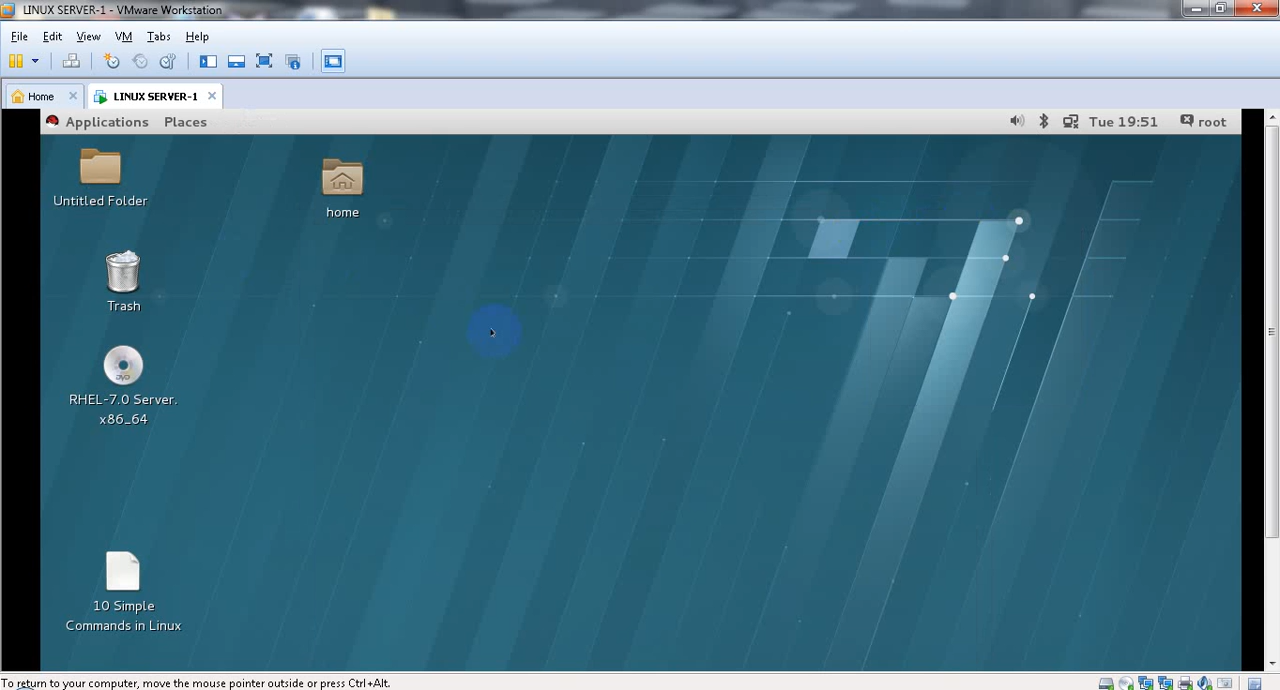 LINUX SERVER-1 - VMware Workstation
File Edit View VM Tabs Help
Home LINUX SERVER-1
Applications Places Tue 19:51 root
Untitled Folder
home
Trash
DVD
RHEL-7.0 Server.
x86_64
10 Simple
Commands in Linux
To return to your computer, move the mouse pointer outside or press Ctrl+Alt.